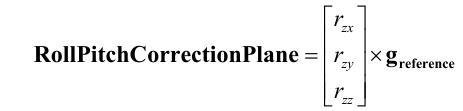 RollPitchCorrectionPlane = [r_zx r_zy r_zz] × g_reference